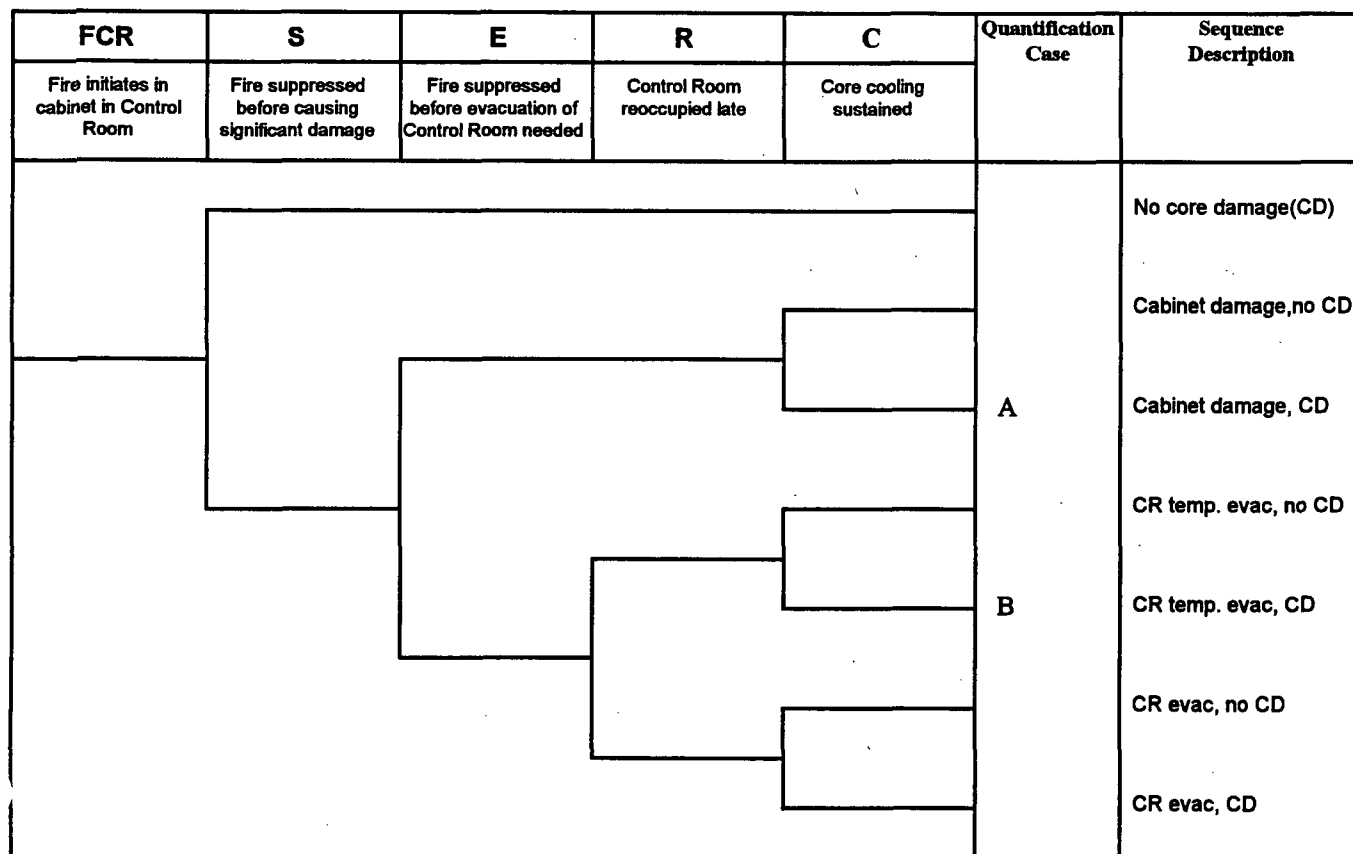 FCR
S
E
R
C
Quantification
Case
Sequence
Description
Fire initiates in
cabinet in Control
Room
Fire suppressed
before causing
significant damage
Fire suppressed
before evacuation of
Control Room needed
Control Room
reoccupied late
Core cooling
sustained
No core damage(CD)
Cabinet damage,no CD
A
Cabinet damage, CD
CR temp. evac, no CD
B
CR temp. evac, CD
CR evac, no CD
CR evac, CD